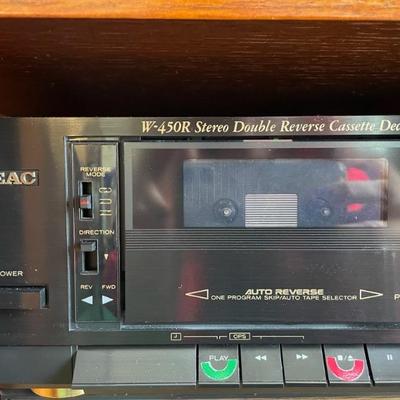 W-450R Stereo Double Reverse Cassette Dec
EAC
REVERSE
MODE
DIRECTION
OWER
REV FWD
AUTO REVERSE
ONE PROGRAM SKIP/AUTO TAPE SELECTOR
P
CPS
PLAY